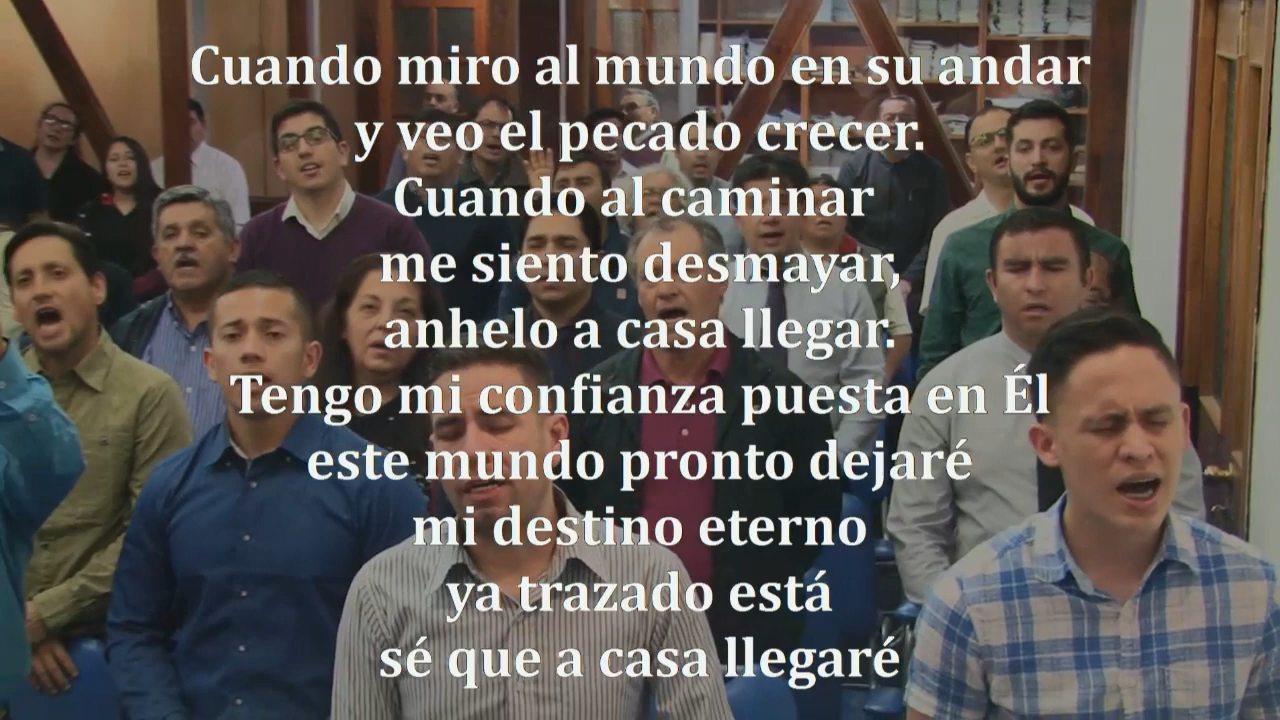 Cuando miro al mundo en su andar
y veo el pecado crecer.
Cuando al caminar
me siento desmayar,
anhelo a casa llegar.
Tengo mi confianza puesta en Él
este mundo pronto dejaré
mi destino eterno
ya trazado está
sé que a casa llegaré